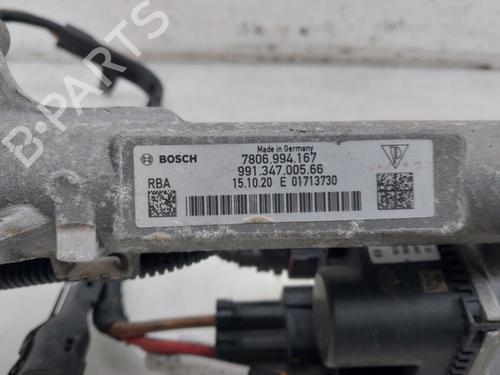 B-PARTS
Made in Germany
BOSCH 7806.994.167
991.347.005.66
RBA 15.10.20 E 01713730